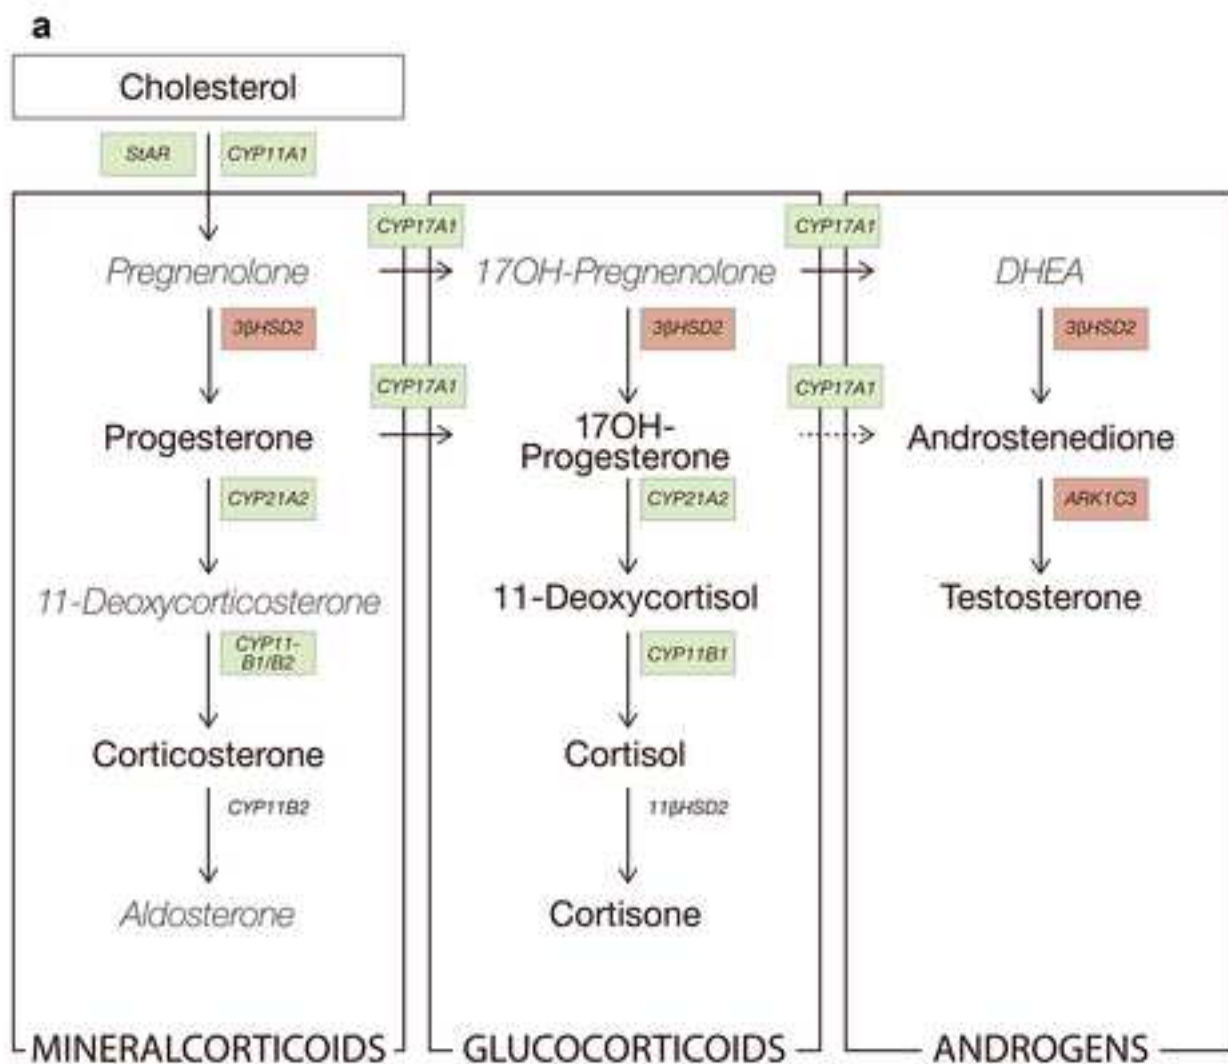 a
Cholesterol
StAR CYP11A1
CYP17A1 CYP17A1
Pregnenolone 17OH-Pregnenolone DHEA
3βHSD2 3βHSD2 3βHSD2
CYP17A1 CYP17A1
Progesterone 17OH-
Progesterone Androstenedione
CYP21A2 CYP21A2 ARK1C3
11-Deoxycorticosterone 11-Deoxycortisol Testosterone
CYP11-
B1/B2 CYP11B1
Corticosterone Cortisol
CYP11B2 11βHSD2
Aldosterone Cortisone
MINERALCORTICOIDS GLUCOCORTICOIDS ANDROGENS